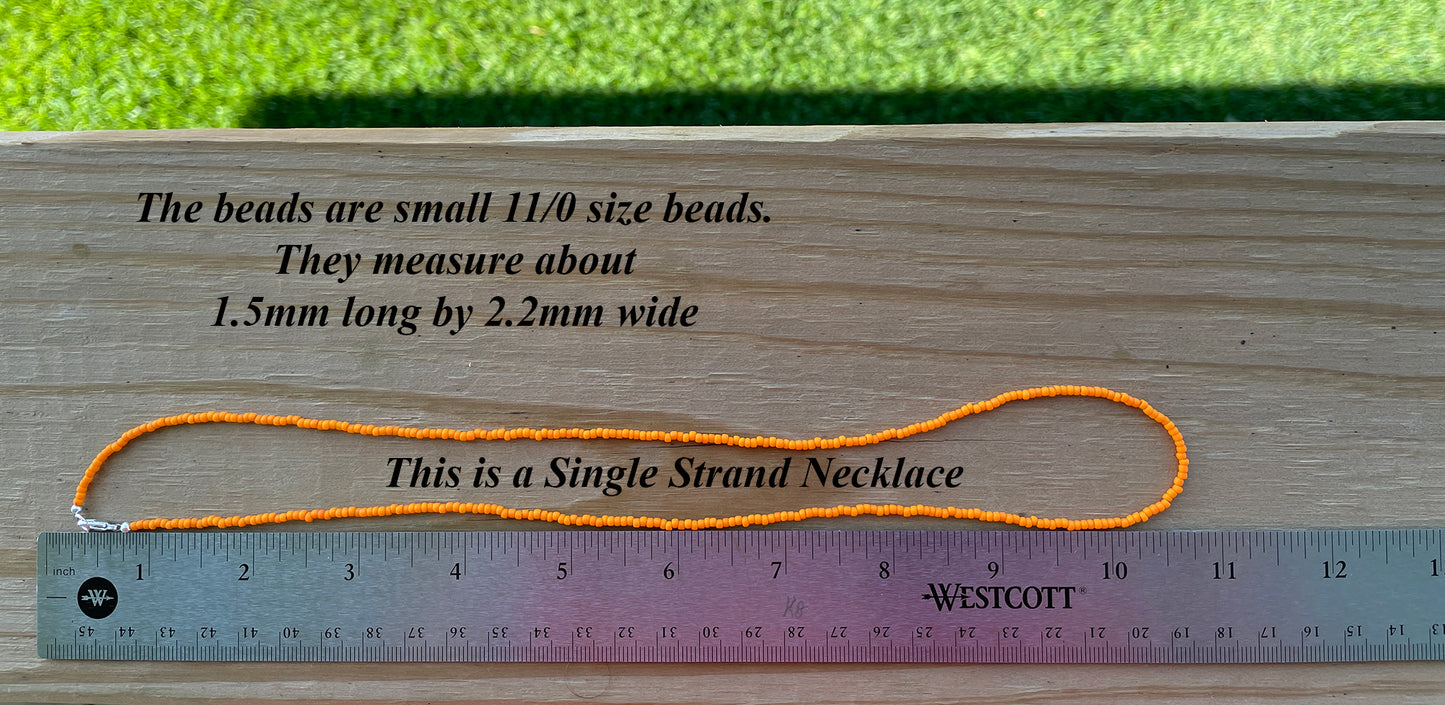 The beads are small 11/0 size beads.
They measure about
1.5mm long by 2.2mm wide
This is a Single Strand Necklace
inch 1 2 3 4 5 6 7 8 9 10 11 12
W WESTCOTT®
45 44 43 42 41 40 39 38 37 36 35 34 33 32 31 30 29 28 27 26 25 24 23 22 21 20 19 18 17 16 15 14 13